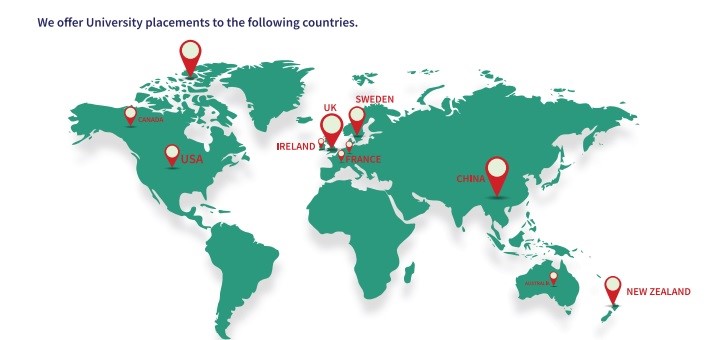 We offer University placements to the following countries.
SWEDEN
UK
CANADA
IRELAND
FRANCE
USA
CHINA
AUSTRALIA
NEW ZEALAND